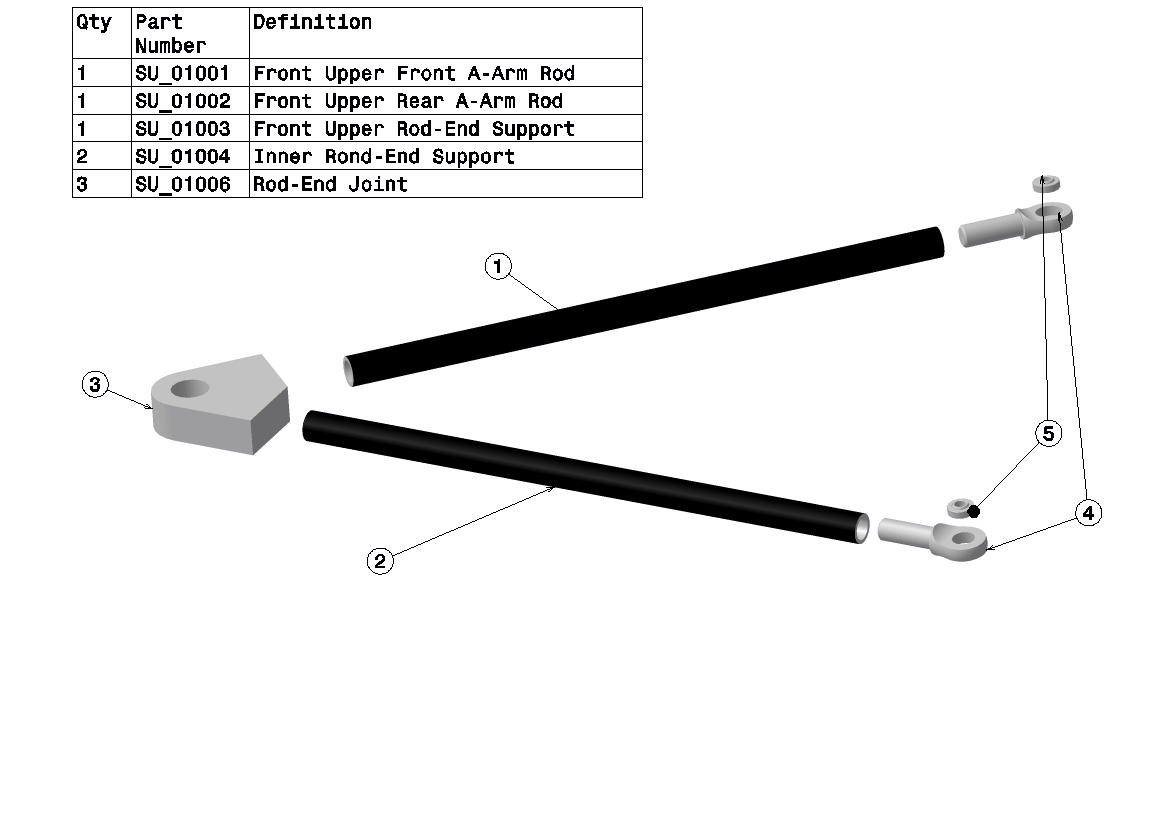 Qty Part Number Definition
1 SU_01001 Front Upper Front A-Arm Rod
1 SU_01002 Front Upper Rear A-Arm Rod
1 SU_01003 Front Upper Rod-End Support
2 SU_01004 Inner Rond-End Support
3 SU_01006 Rod-End Joint
1
3
5
4
2